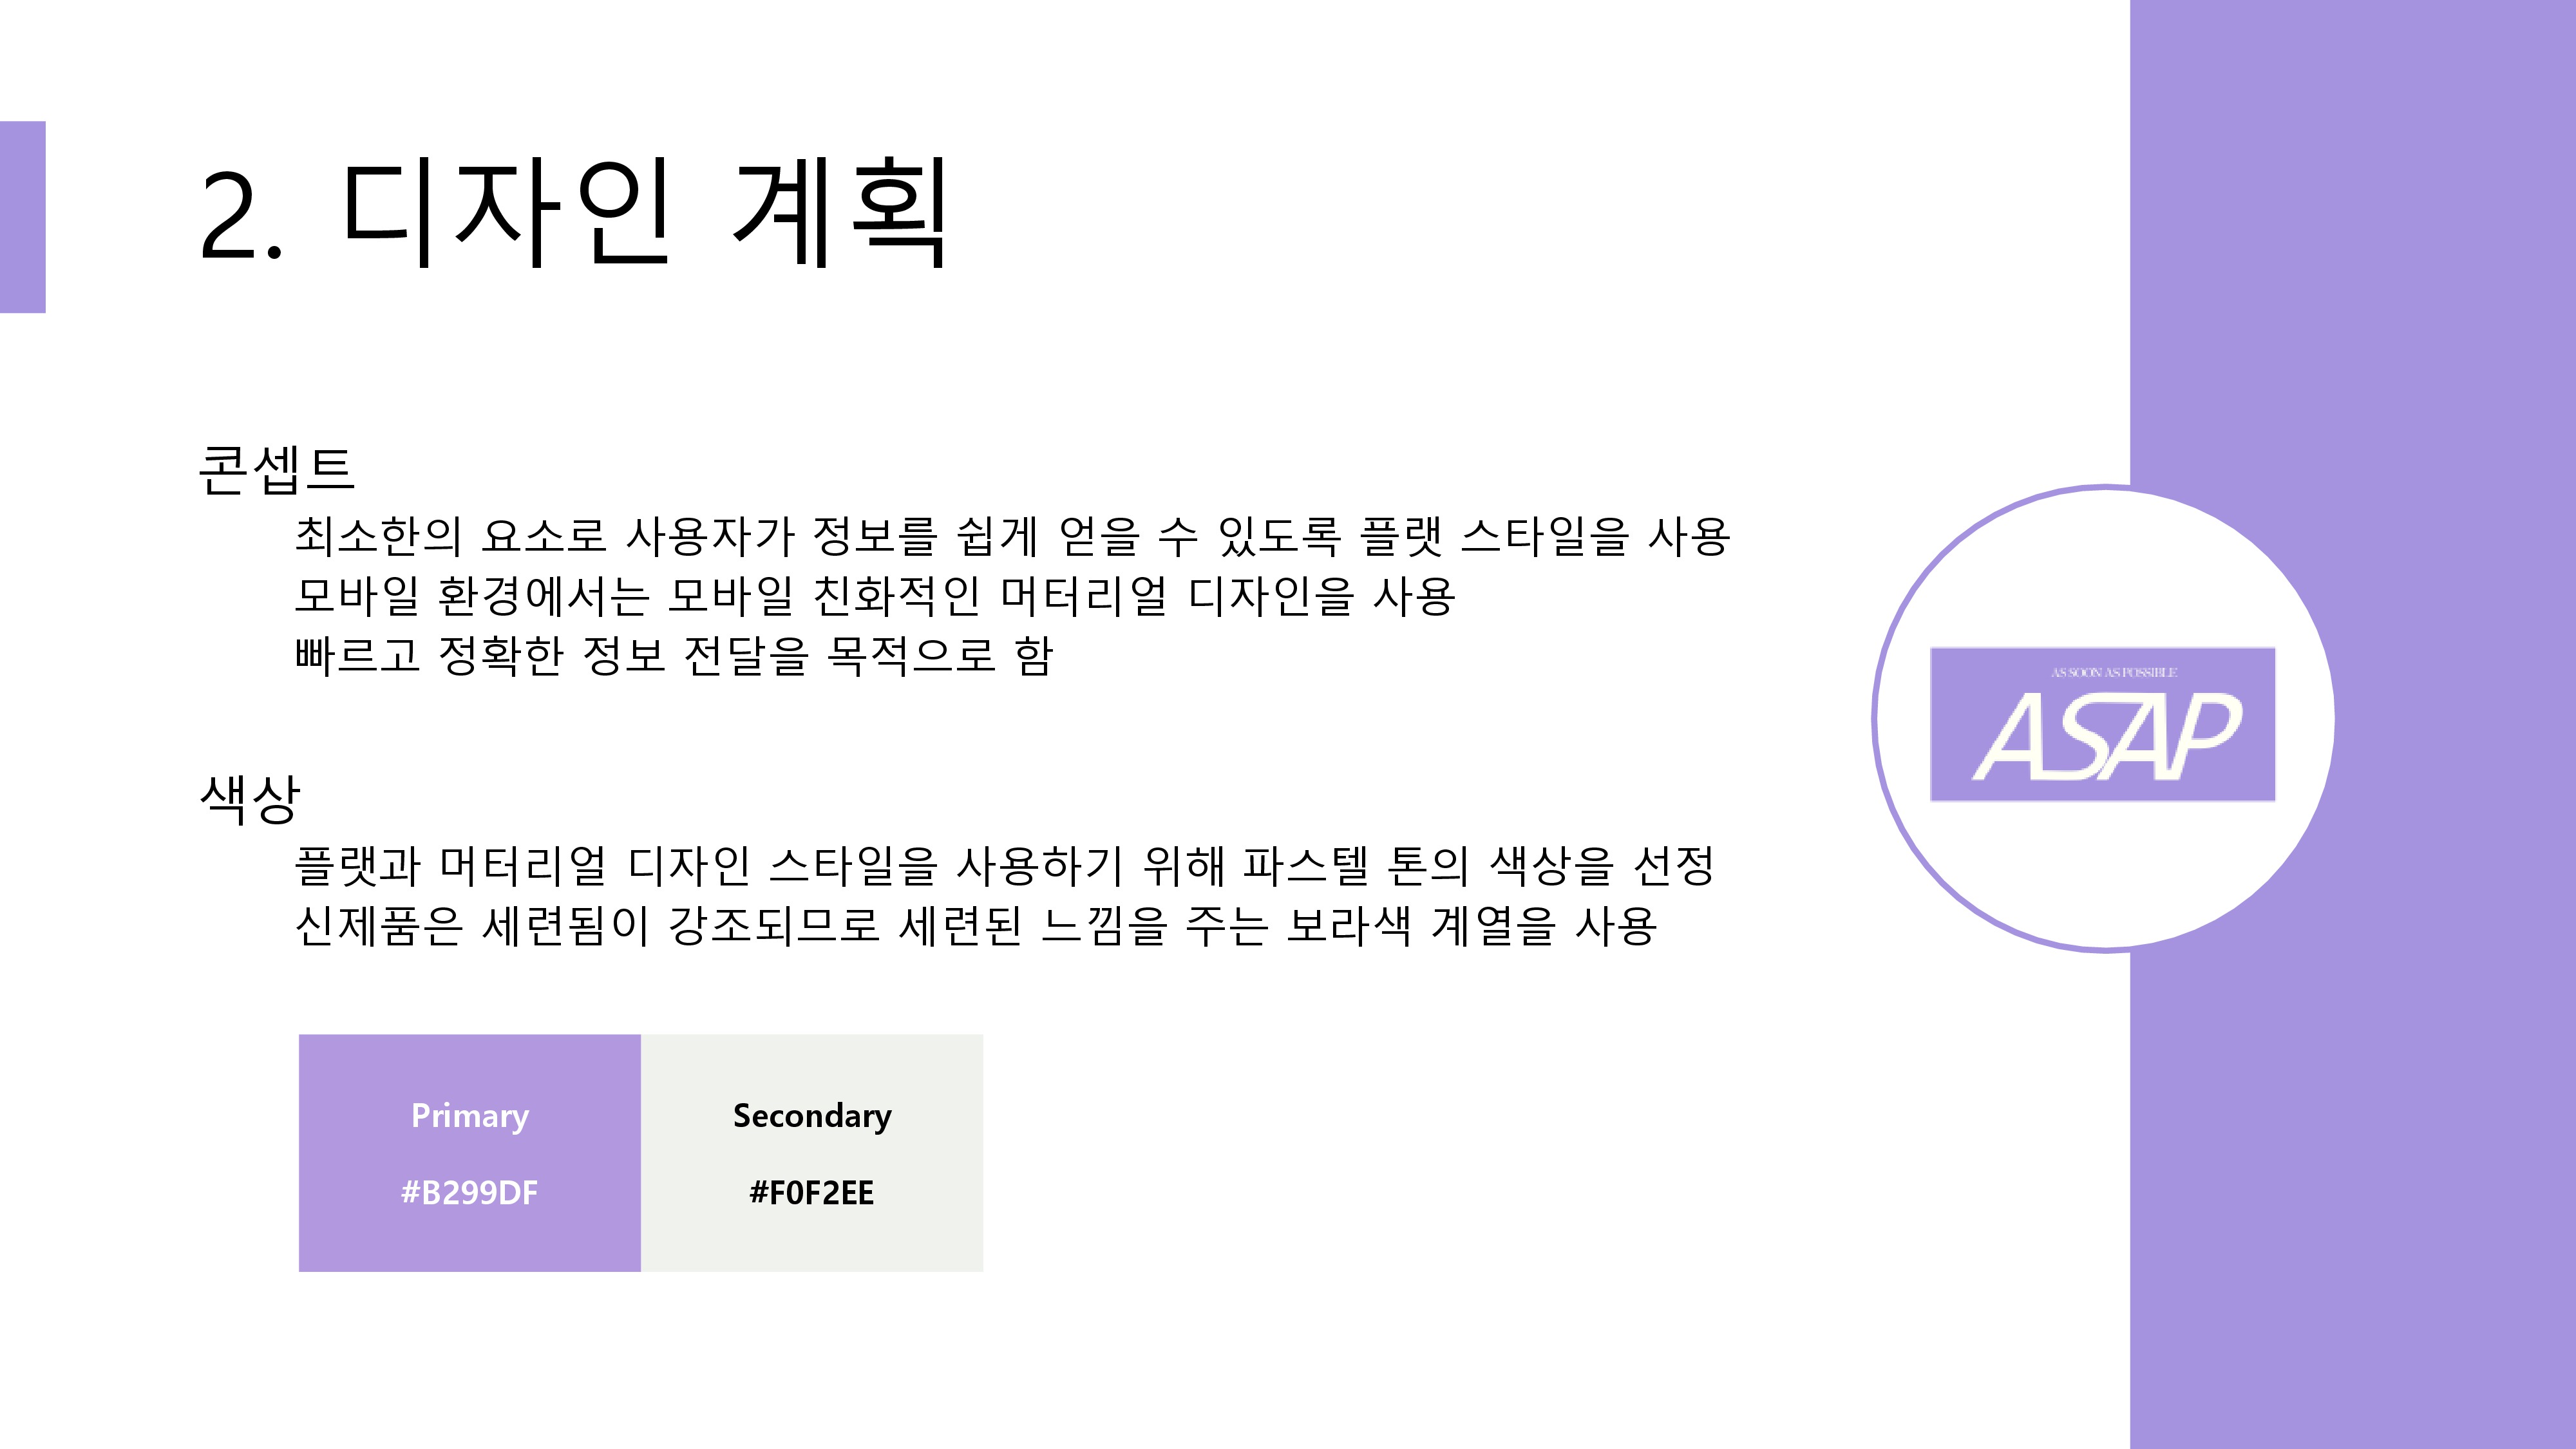 2. 디자인 계획
콘셉트
최소한의 요소로 사용자가 정보를 쉽게 얻을 수 있도록 플랫 스타일을 사용
모바일 환경에서는 모바일 친화적인 머터리얼 디자인을 사용
빠르고 정확한 정보 전달을 목적으로 함
AS SOON AS POSSIBLE
ASAP
색상
플랫과 머터리얼 디자인 스타일을 사용하기 위해 파스텔 톤의 색상을 선정
신제품은 세련됨이 강조되므로 세련된 느낌을 주는 보라색 계열을 사용
Primary
#B299DF
Secondary
#F0F2EE